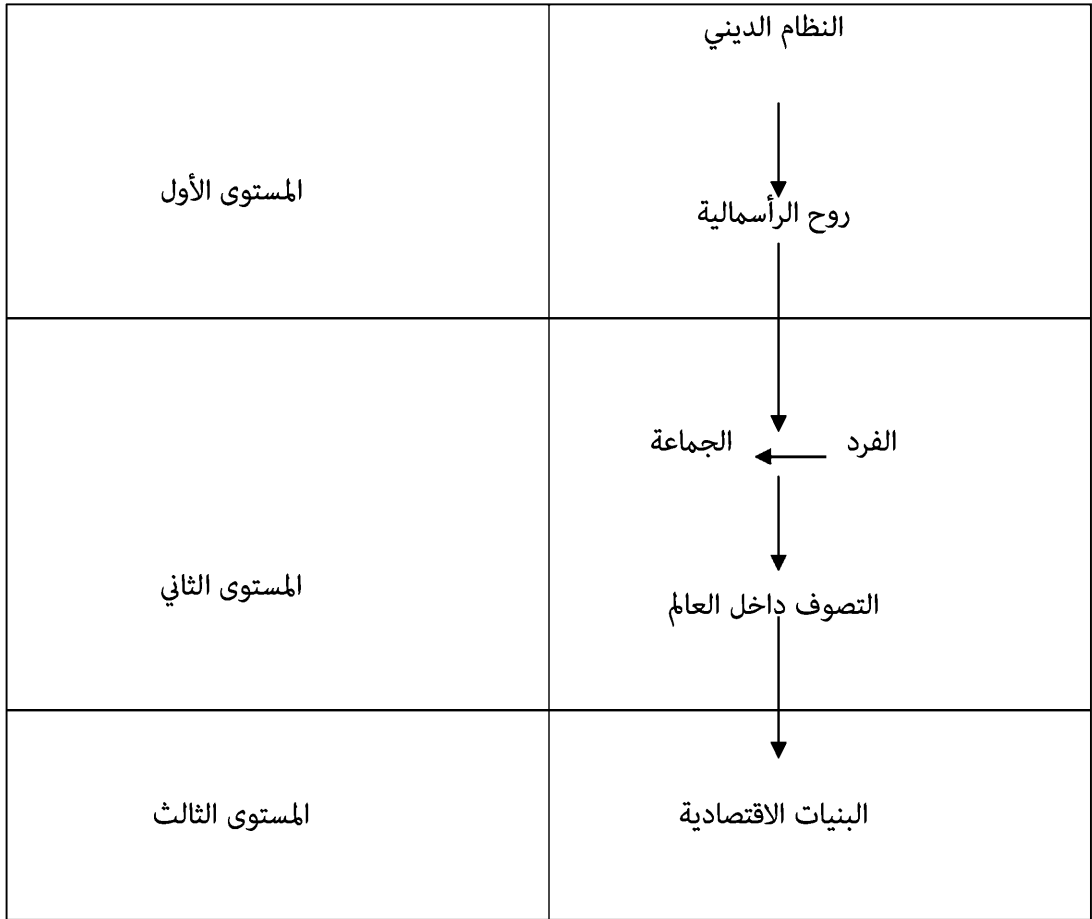 النظام الديني
المستوى الأول
روح الرأسمالية
الفرد
الجماعة
المستوى الثاني
التصوف داخل العالم
البنيات الاقتصادية
المستوى الثالث